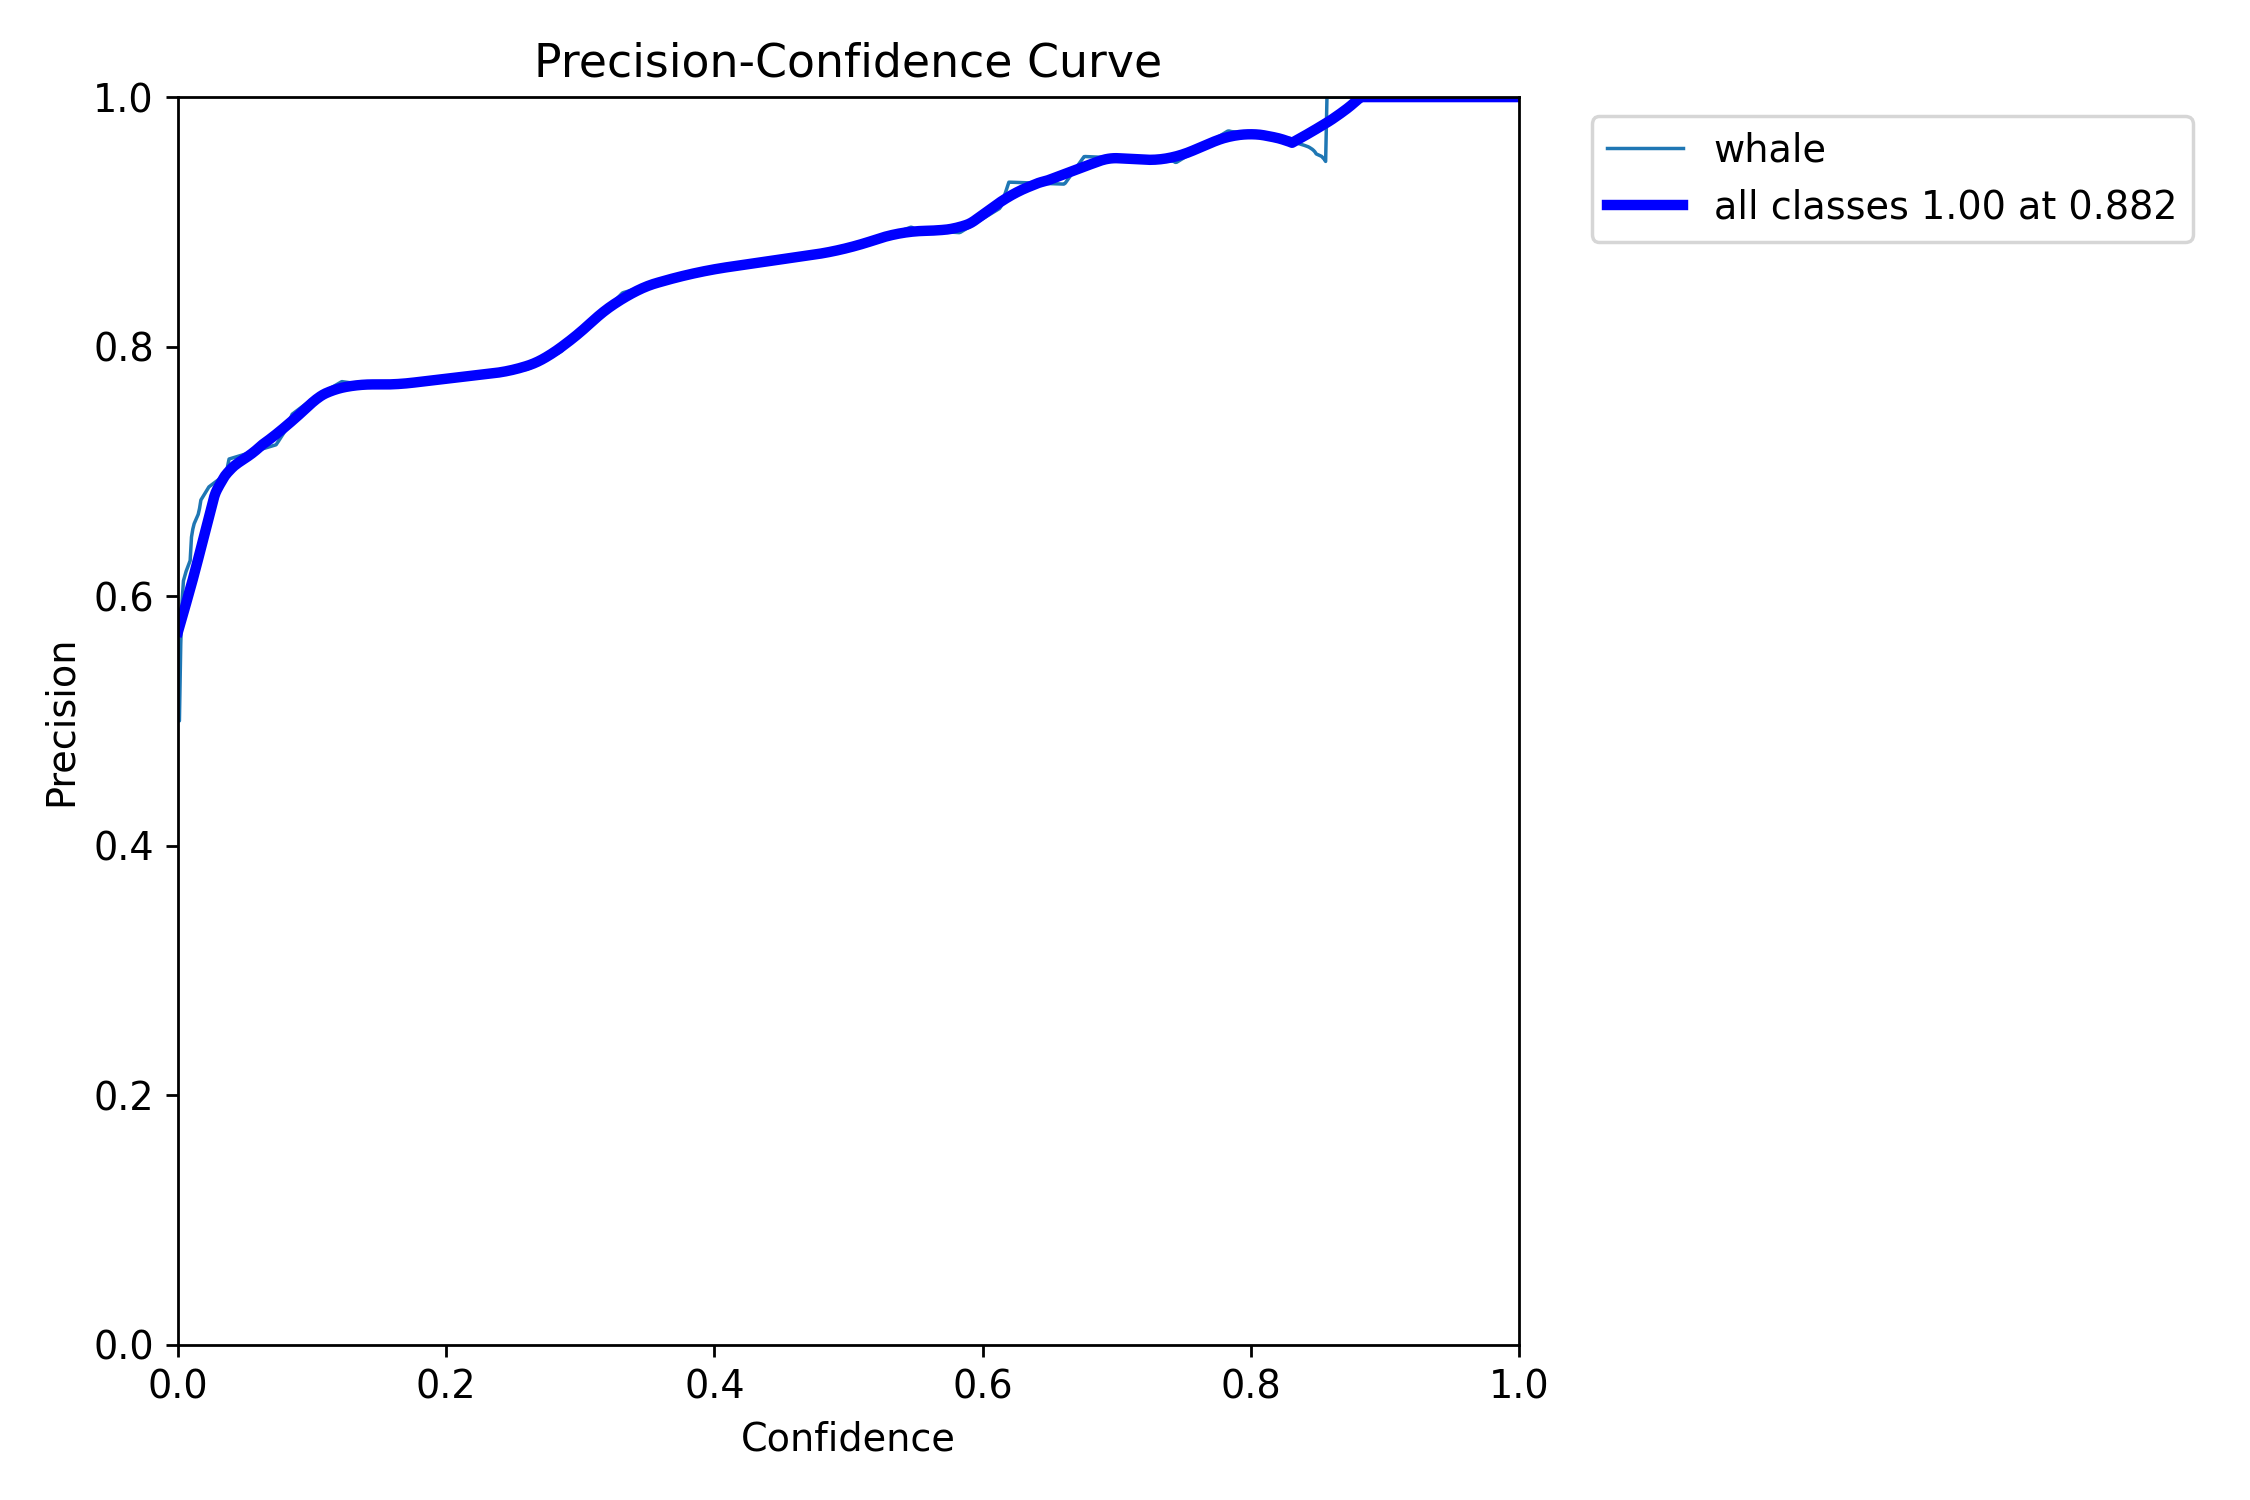 Precision-Confidence Curve
1.0
0.8
0.6
0.4
0.2
0.0
Precision
0.0 0.2 0.4 0.6 0.8 1.0
Confidence
whale
all classes 1.00 at 0.882